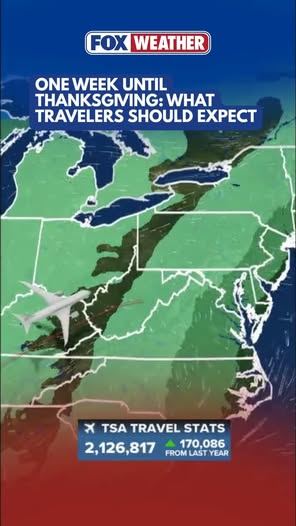 FOX WEATHER
ONE WEEK UNTIL
THANKSGIVING: WHAT
TRAVELERS SHOULD EXPECT
TSA TRAVEL STATS
2,126,817 170,086
FROM LAST YEAR